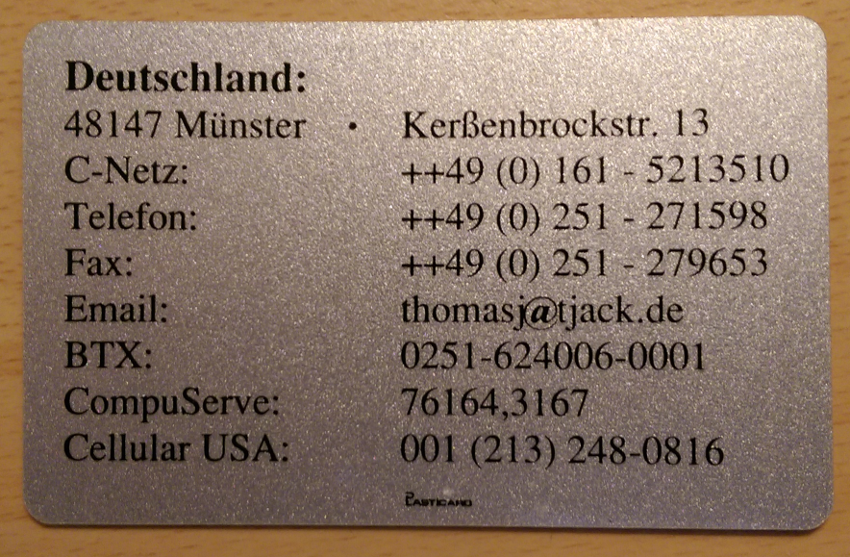 Deutschland:
48147 Münster • Kerßenbrockstr. 13
C-Netz: ++49 (0) 161 - 5213510
Telefon: ++49 (0) 251 - 271598
Fax: ++49 (0) 251 - 279653
Email: thomasj@tjack.de
BTX: 0251-624006-0001
CompuServe: 76164,3167
Cellular USA: 001 (213) 248-0816
PLASTICARD